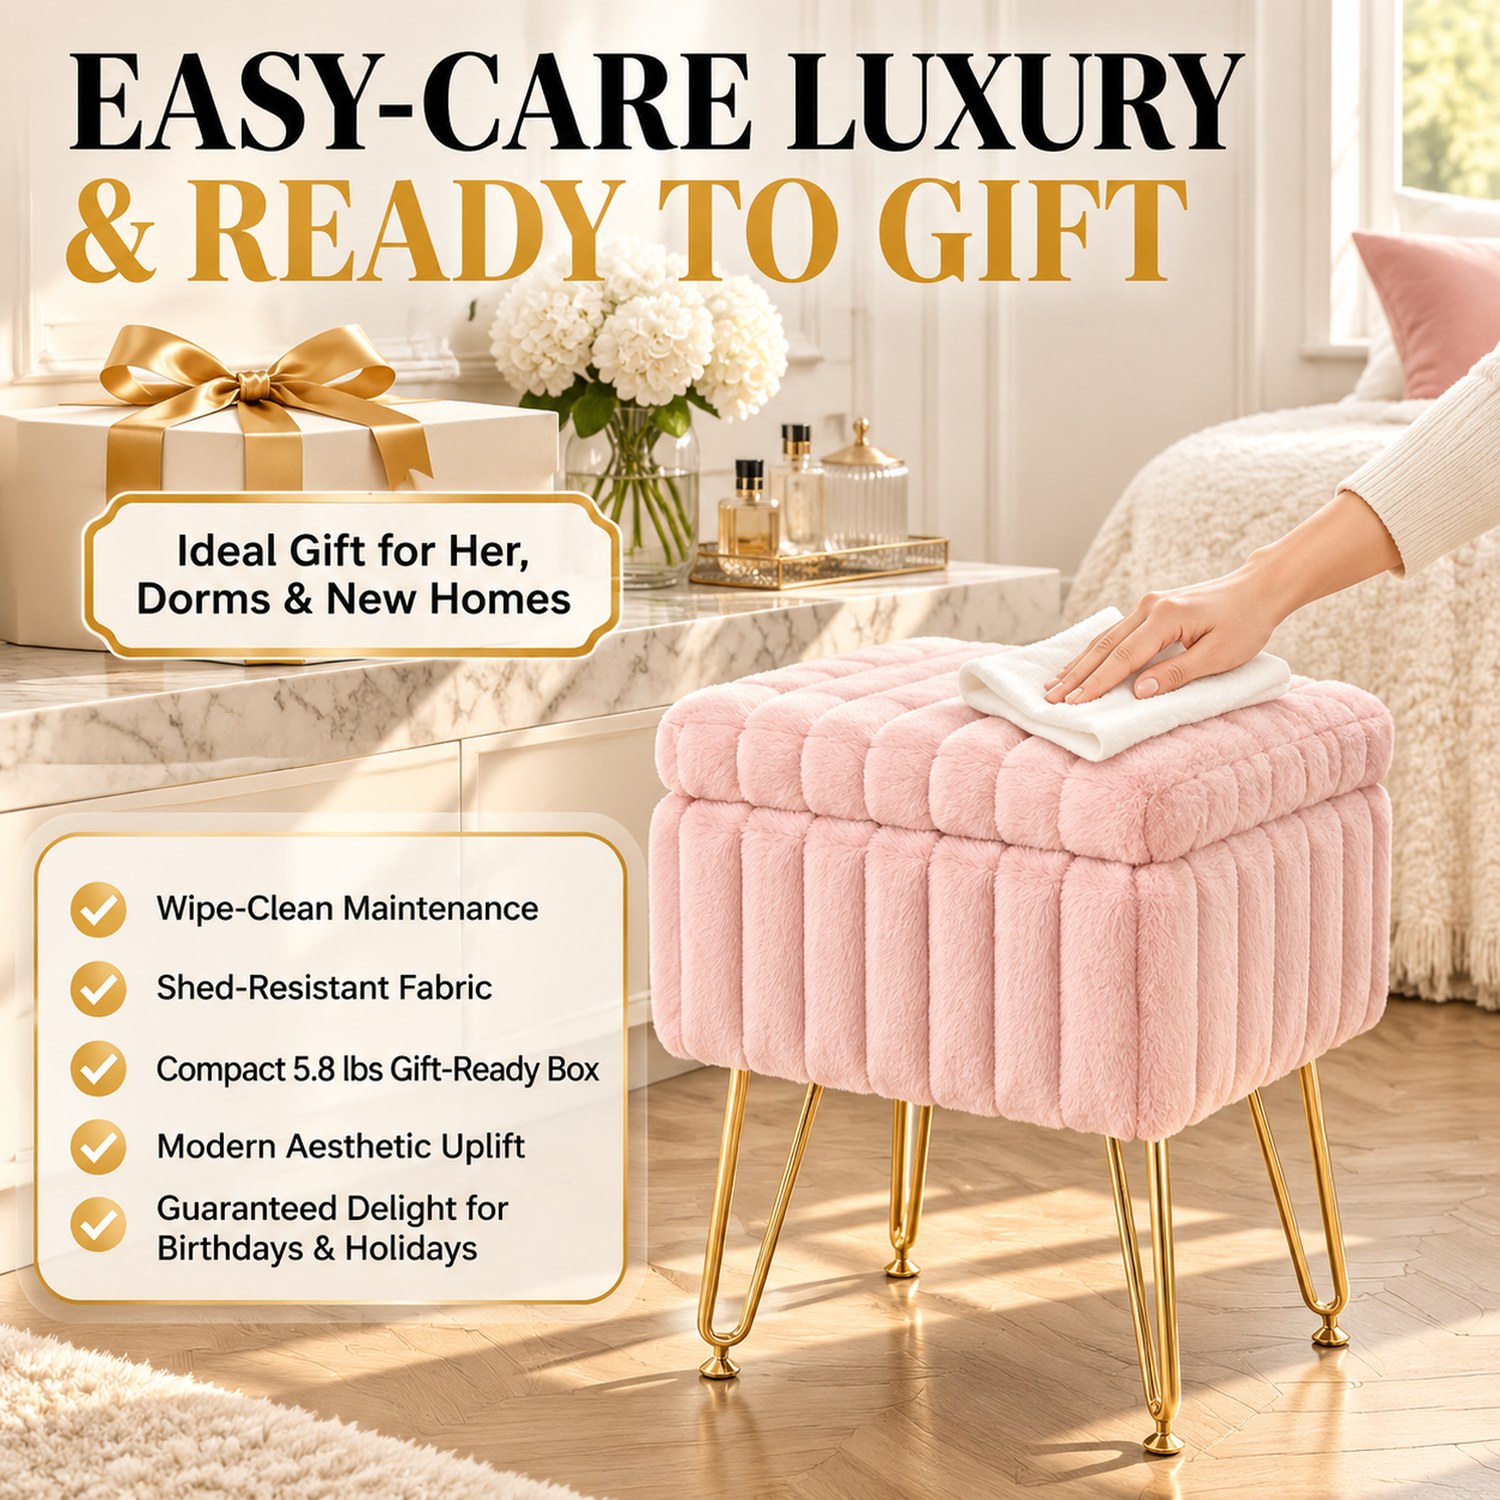 EASY-CARE LUXURY
& READY TO GIFT
Ideal Gift for Her,
Dorms & New Homes
Wipe-Clean Maintenance
Shed-Resistant Fabric
Compact 5.8 lbs Gift-Ready Box
Modern Aesthetic Uplift
Guaranteed Delight for
Birthdays & Holidays